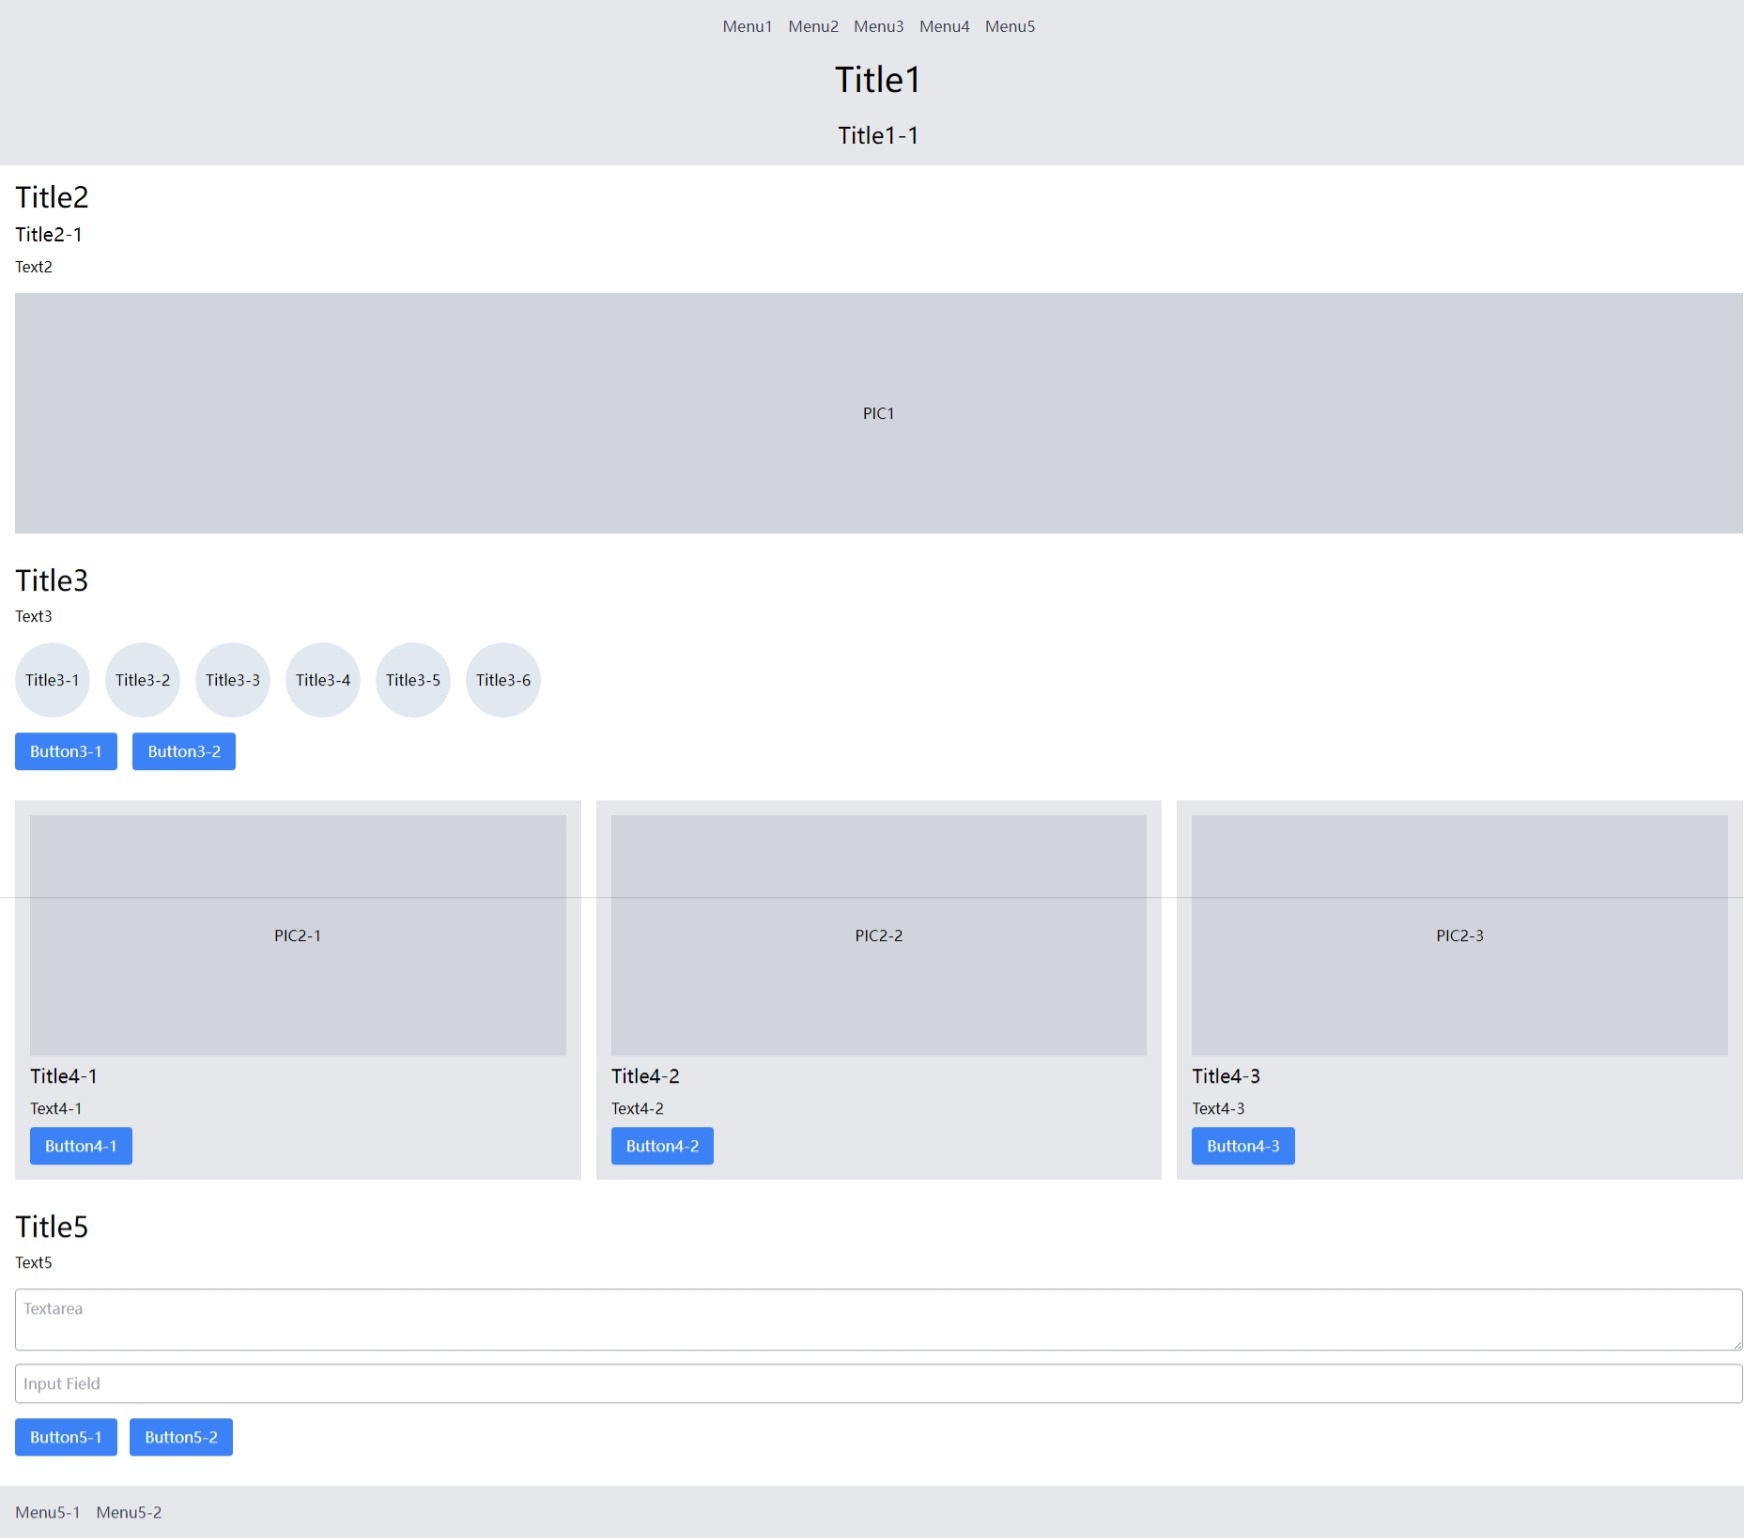 Menu1 Menu2 Menu3 Menu4 Menu5
Title1
Title1-1
Title2
Title2-1
Text2
PIC1
Title3
Text3
Title3-1 Title3-2 Title3-3 Title3-4 Title3-5 Title3-6
Button3-1 Button3-2
PIC2-1 PIC2-2 PIC2-3
Title4-1 Title4-2 Title4-3
Text4-1 Text4-2 Text4-3
Button4-1 Button4-2 Button4-3
Title5
Text5
Textarea
Input Field
Button5-1 Button5-2
Menu5-1 Menu5-2